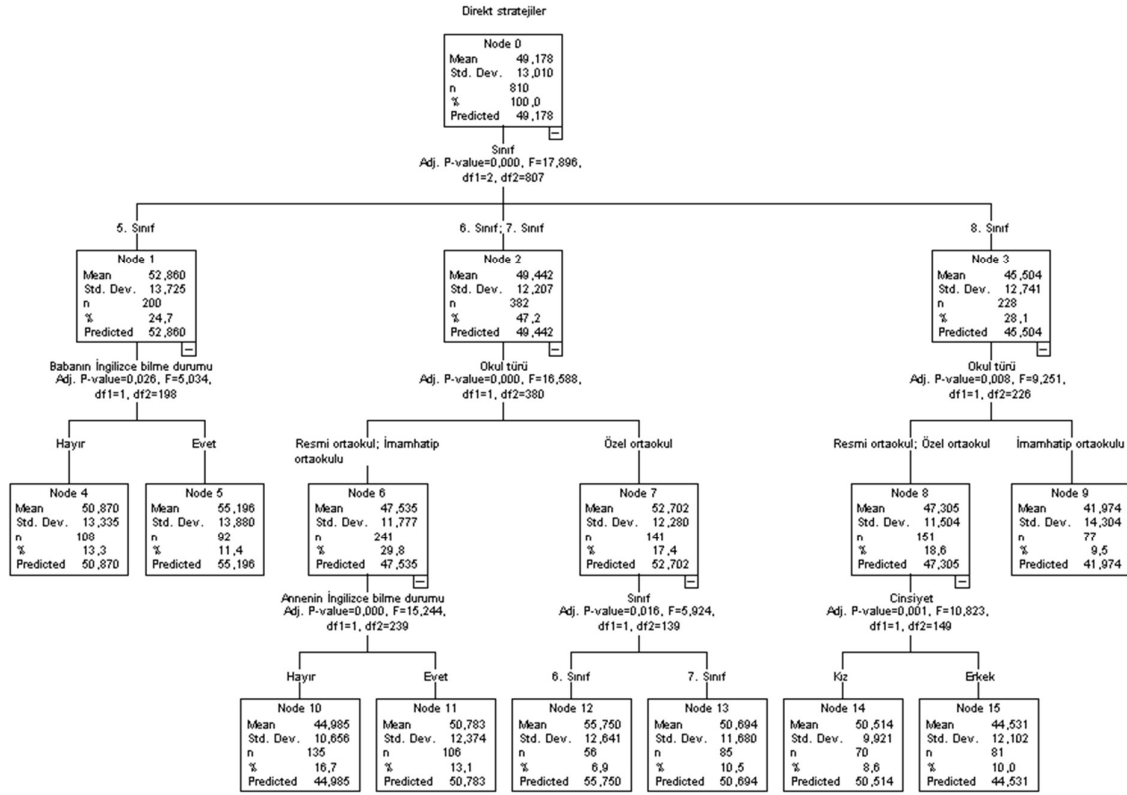 Direkt stratejiler
Node 0
Mean 49,178
Std. Dev. 13,010
n 810
% 100,0
Predicted 49,178
Sınıf
Adj. P-value=0,000, F=17,896,
df1=2, df2=807
5. Sınıf
6. Sınıf; 7. Sınıf
8. Sınıf
Node 1
Mean 52,860
Std. Dev. 13,725
n 200
% 24,7
Predicted 52,860
Node 2
Mean 49,442
Std. Dev. 12,207
n 382
% 47,2
Predicted 49,442
Node 3
Mean 45,504
Std. Dev. 12,741
n 228
% 28,1
Predicted 45,504
Babanın İngilizce bilme durumu
Adj. P-value=0,026, F=5,034,
df1=1, df2=198
Okul türü
Adj. P-value=0,000, F=16,588,
df1=1, df2=380
Okul türü
Adj. P-value=0,008, F=9,251,
df1=1, df2=226
Hayır
Evet
Resmi ortaokul; İmamhatip
ortaokulu
Özel ortaokul
Resmi ortaokul; Özel ortaokul
İmamhatip ortaokulu
Node 4
Mean 50,870
Std. Dev. 13,335
n 108
% 13,3
Predicted 50,870
Node 5
Mean 55,196
Std. Dev. 13,880
n 92
% 11,4
Predicted 55,196
Node 6
Mean 47,535
Std. Dev. 11,777
n 241
% 29,8
Predicted 47,535
Node 7
Mean 52,702
Std. Dev. 12,280
n 141
% 17,4
Predicted 52,702
Node 8
Mean 47,305
Std. Dev. 11,504
n 151
% 18,6
Predicted 47,305
Node 9
Mean 41,974
Std. Dev. 14,304
n 77
% 9,5
Predicted 41,974
Annenin İngilizce bilme durumu
Adj. P-value=0,000, F=15,244,
df1=1, df2=239
Sınıf
Adj. P-value=0,016, F=5,924,
df1=1, df2=139
Cinsiyet
Adj. P-value=0,001, F=10,823,
df1=1, df2=149
Hayır
Evet
6. Sınıf
7. Sınıf
Kız
Erkek
Node 10
Mean 44,985
Std. Dev. 10,656
n 135
% 16,7
Predicted 44,985
Node 11
Mean 50,783
Std. Dev. 12,374
n 106
% 13,1
Predicted 50,783
Node 12
Mean 55,750
Std. Dev. 12,641
n 56
% 6,9
Predicted 55,750
Node 13
Mean 50,694
Std. Dev. 11,680
n 85
% 10,5
Predicted 50,694
Node 14
Mean 50,514
Std. Dev. 9,921
n 70
% 8,6
Predicted 50,514
Node 15
Mean 44,531
Std. Dev. 12,102
n 81
% 10,0
Predicted 44,531